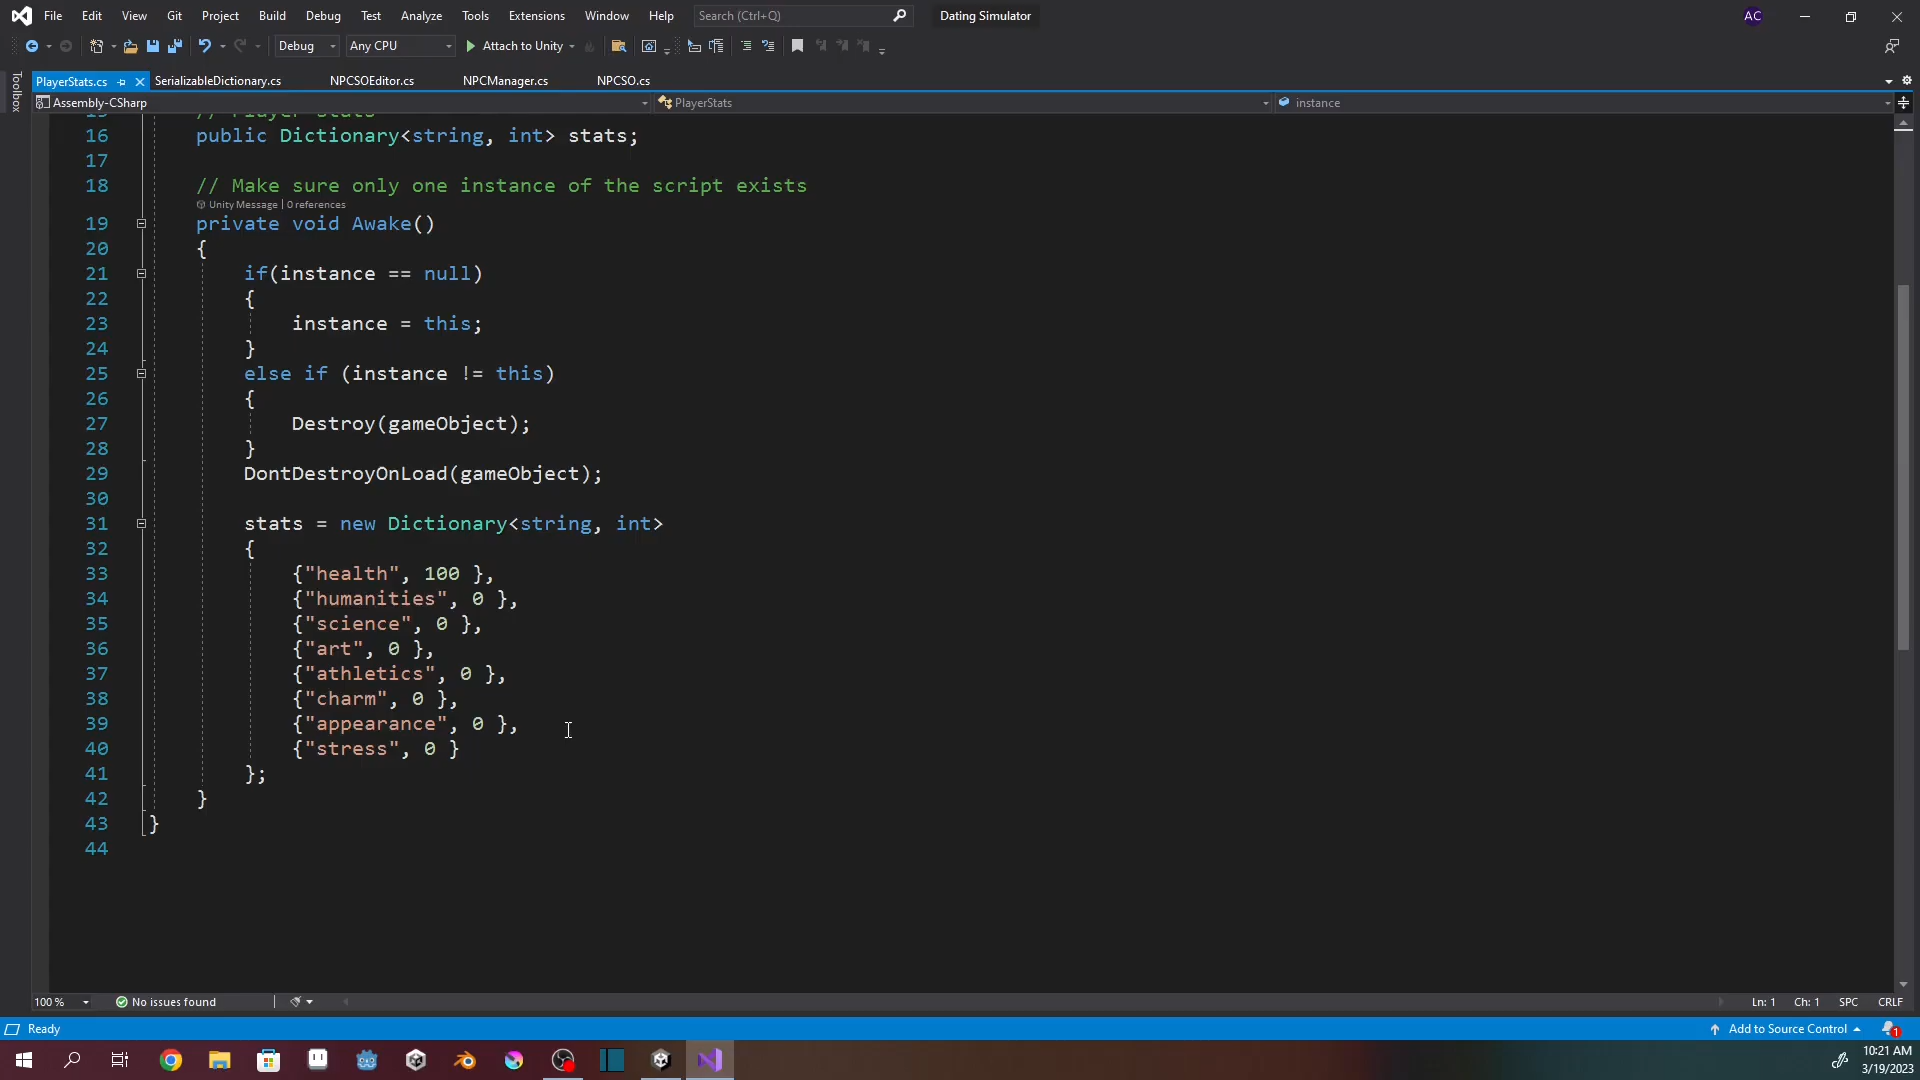 File Edit View Git Project Build Debug Test Analyze Tools Extensions Window Help Search (Ctrl+Q) Dating Simulator AC
Debug Any CPU Attach to Unity
Toolbox
PlayerStats.cs SerializableDictionary.cs NPCSOEditor.cs NPCManager.cs NPCSO.cs
Assembly-CSharp PlayerStats instance
15 // Player stats
16 public Dictionary<string, int> stats;
17
18 // Make sure only one instance of the script exists
Unity Message | 0 references
19 private void Awake()
20 {
21 if(instance == null)
22 {
23 instance = this;
24 }
25 else if (instance != this)
26 {
27 Destroy(gameObject);
28 }
29 DontDestroyOnLoad(gameObject);
30
31 stats = new Dictionary<string, int>
32 {
33 {"health", 100 },
34 {"humanities", 0 },
35 {"science", 0 },
36 {"art", 0 },
37 {"athletics", 0 },
38 {"charm", 0 },
39 {"appearance", 0 },
40 {"stress", 0 }
41 };
42 }
43 }
44
100 % No issues found Ln: 1 Ch: 1 SPC CRLF
Ready Add to Source Control 1
10:21 AM
3/19/2023